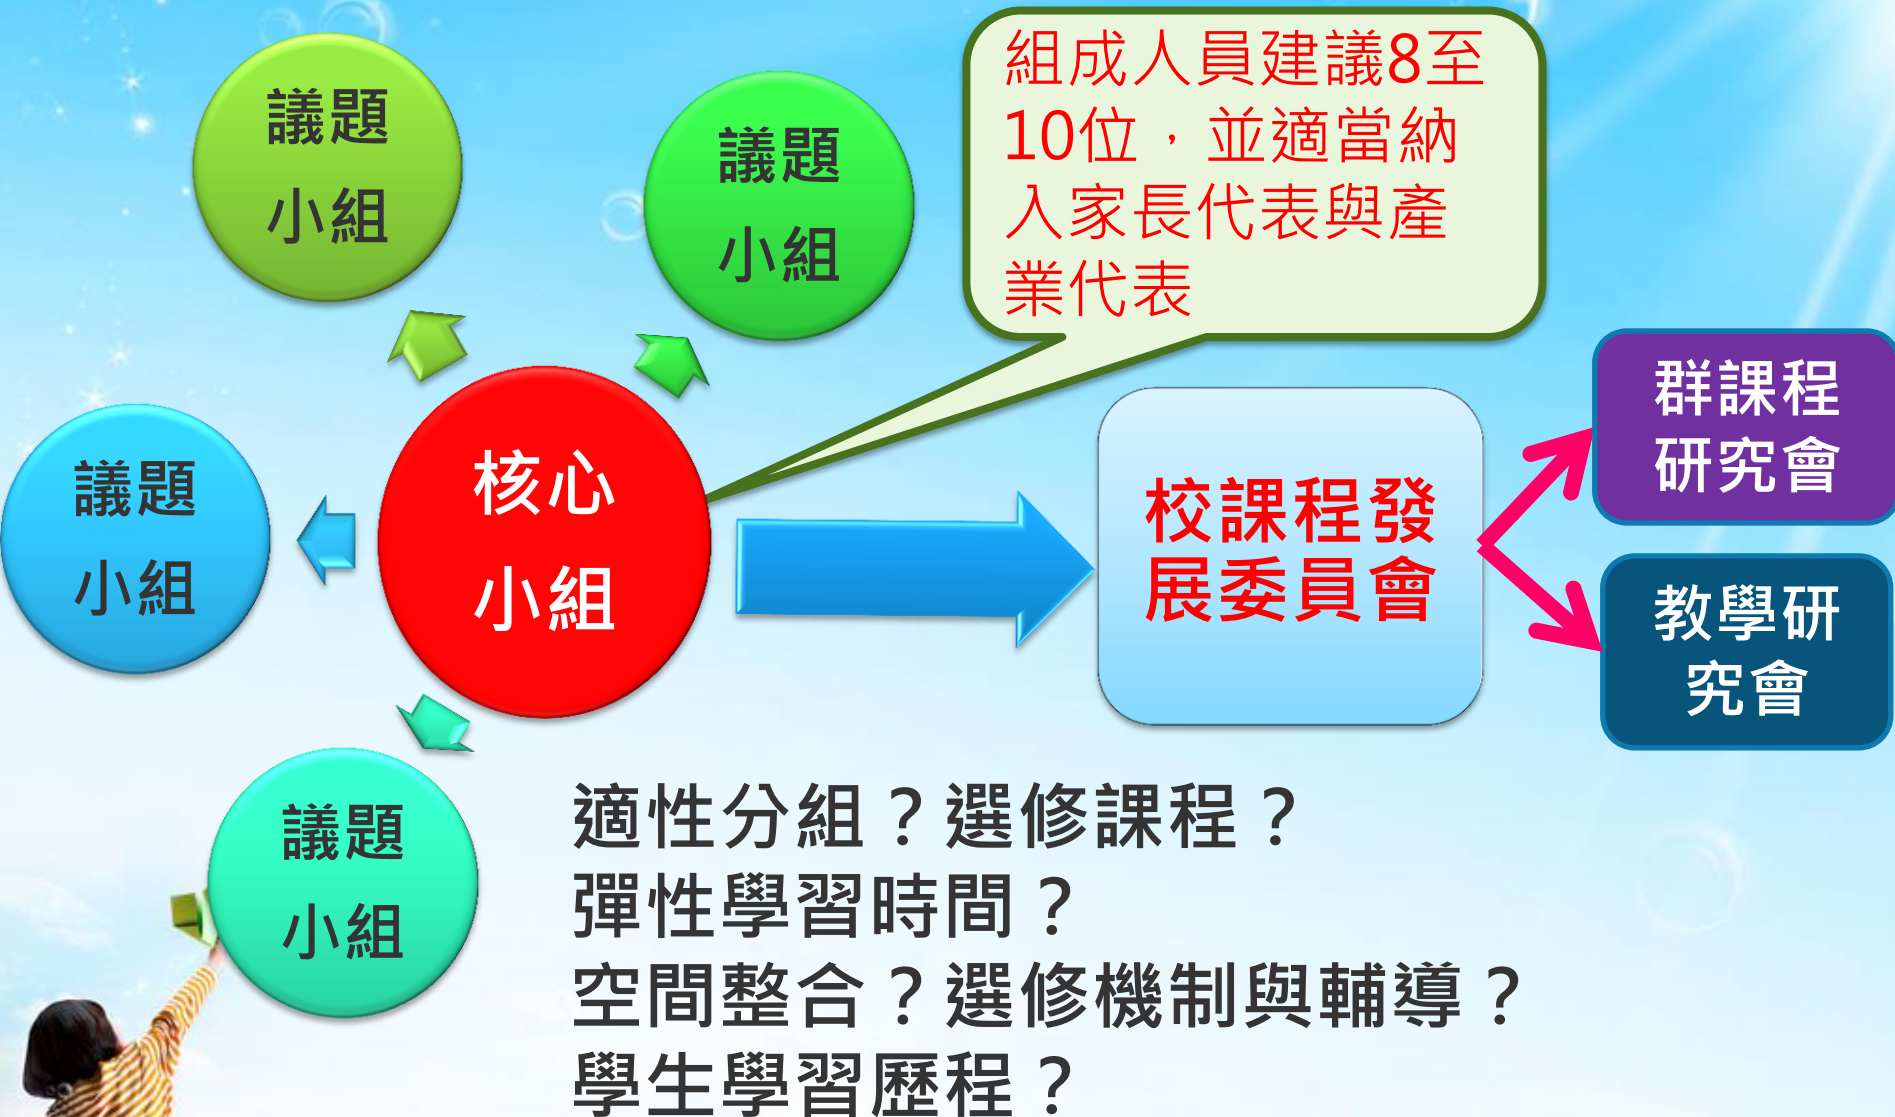 議題
小組
議題
小組
組成人員建議8至
10位，並適當納
入家長代表與產
業代表
議題
小組
核心
小組
校課程發
展委員會
群課程
研究會
教學研
究會
議題
小組
適性分組？選修課程？
彈性學習時間？
空間整合？選修機制與輔導？
學生學習歷程？